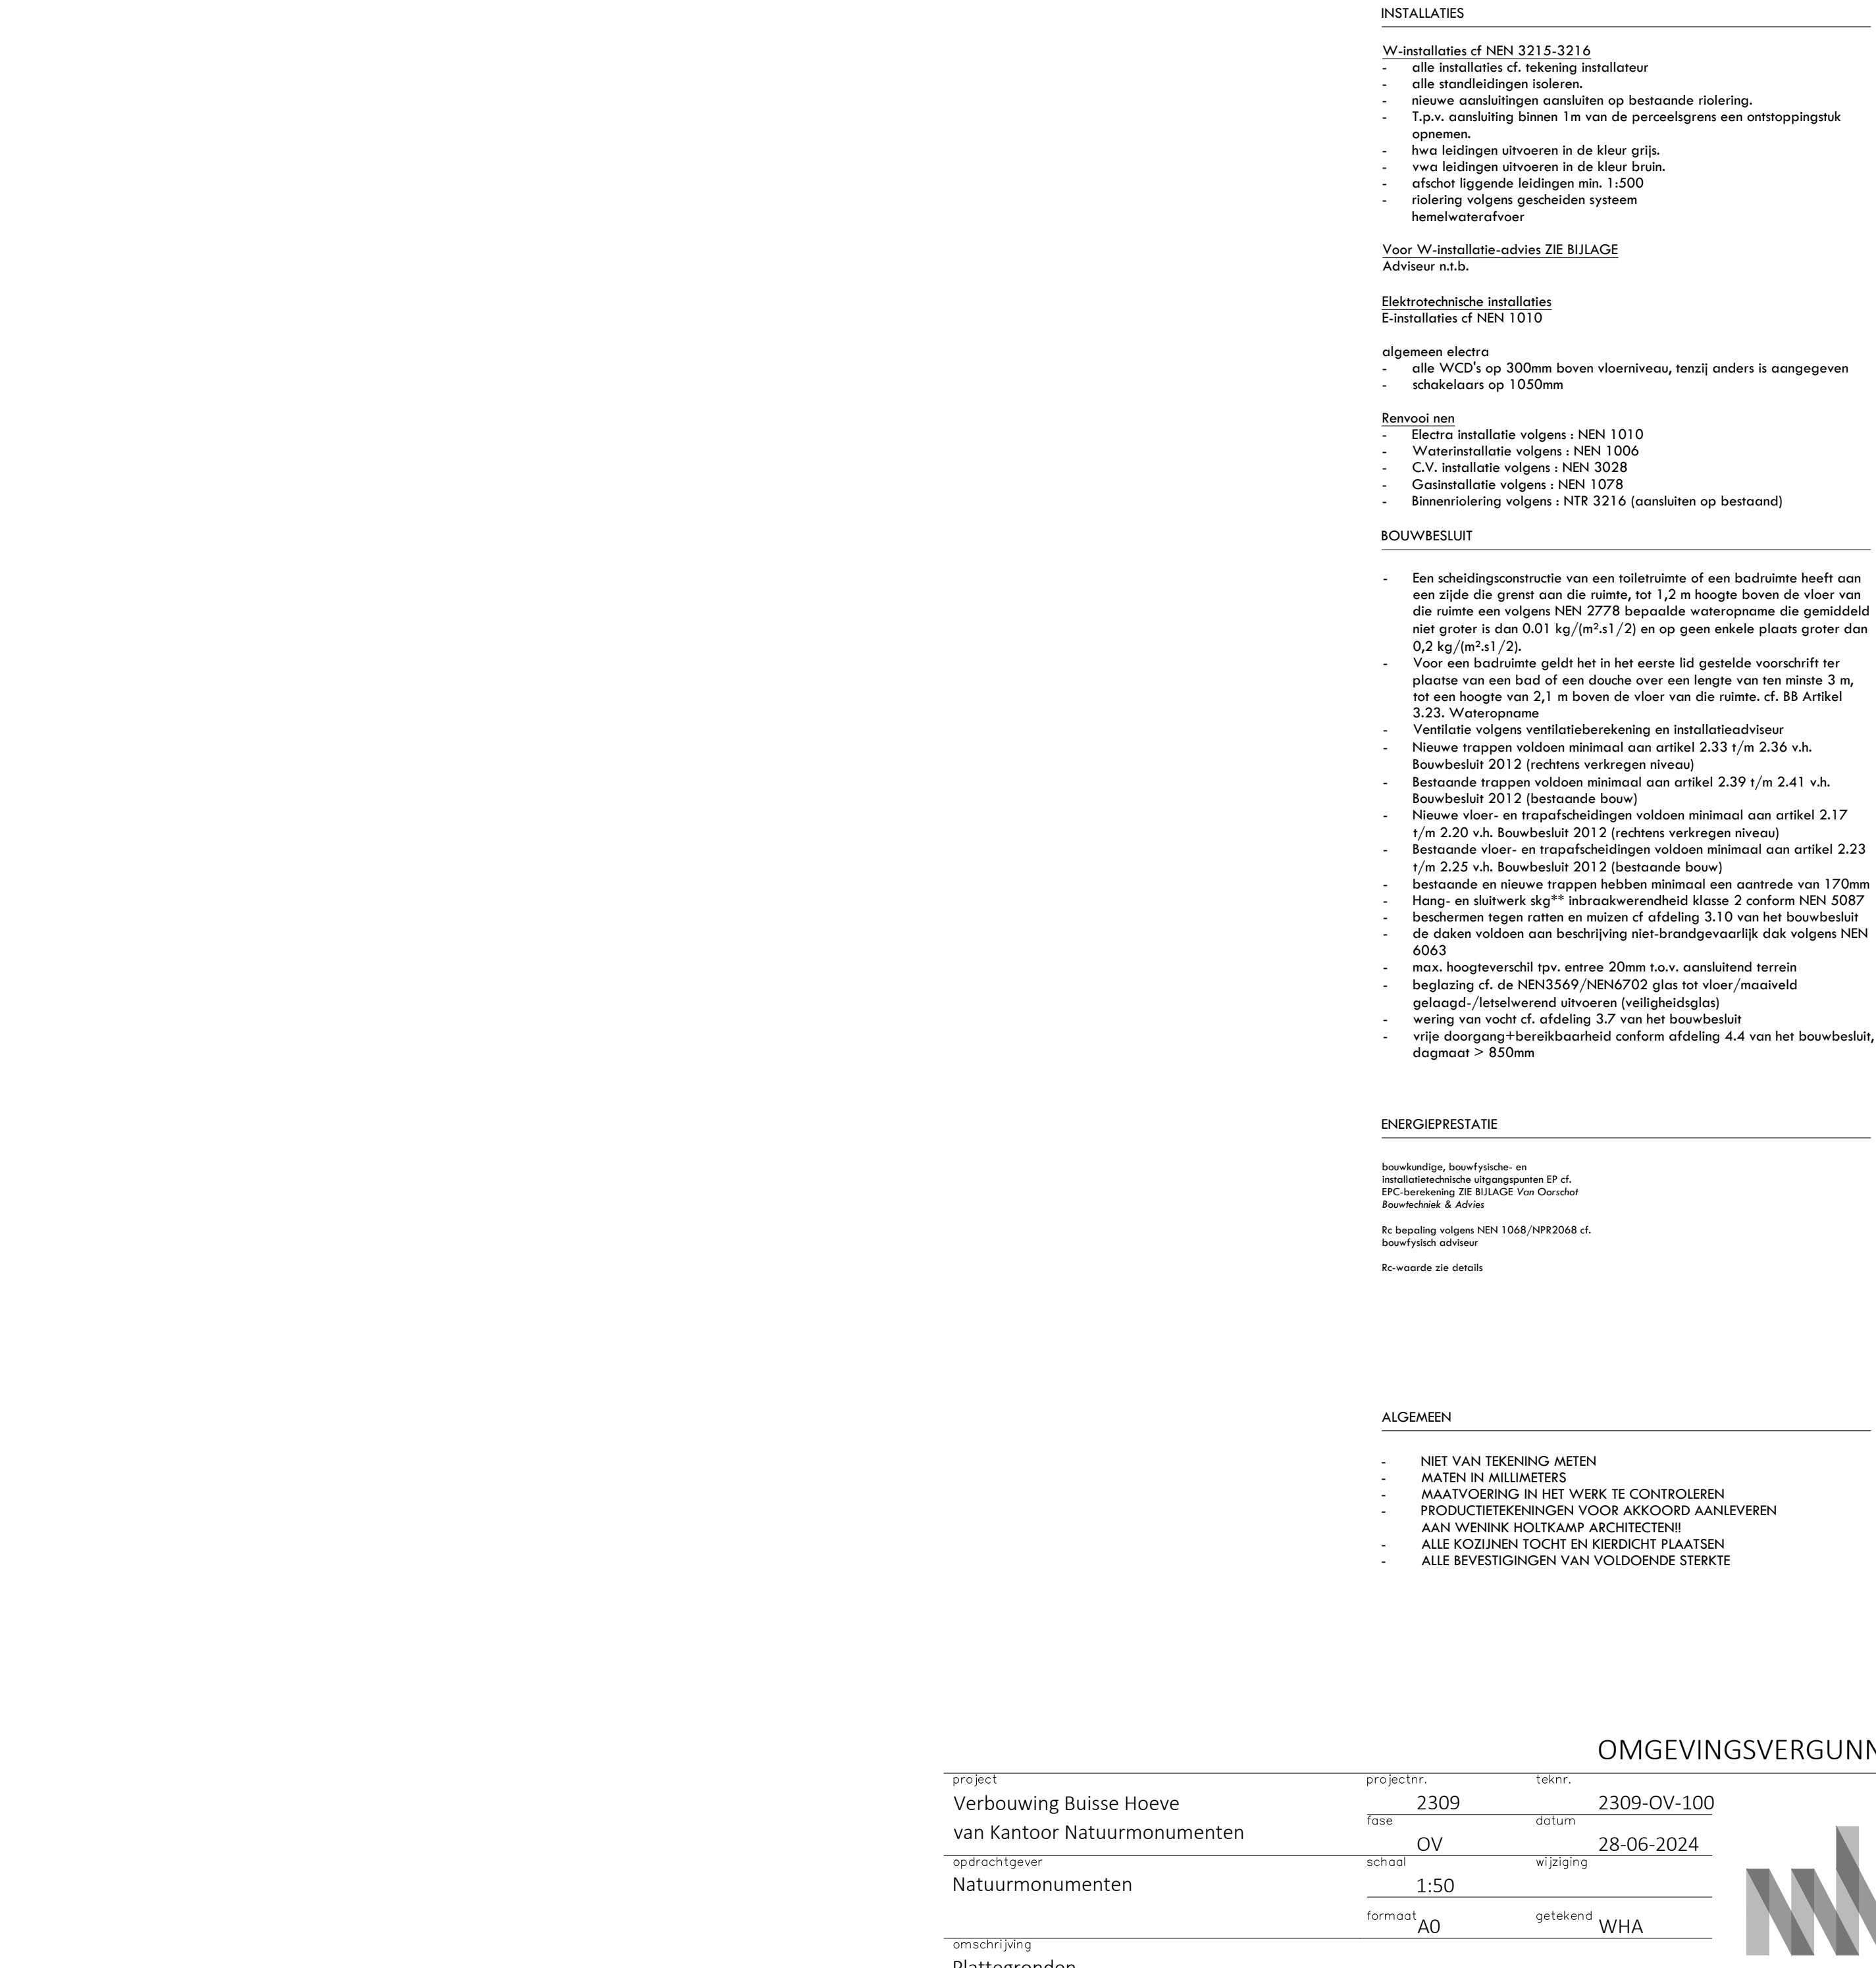 INSTALLATIES
W-installaties cf NEN 3215-3216
- alle installaties cf. tekening installateur
- alle standleidingen isoleren.
- nieuwe aansluitingen aansluiten op bestaande riolering.
- T.p.v. aansluiting binnen 1m van de perceelsgrens een ontstoppingstuk
opnemen.
- hwa leidingen uitvoeren in de kleur grijs.
- vwa leidingen uitvoeren in de kleur bruin.
- afschot liggende leidingen min. 1:500
- riolering volgens gescheiden systeem
hemelwaterafvoer
Voor W-installatie-advies ZIE BIJLAGE
Adviseur n.t.b.
Elektrotechnische installaties
E-installaties cf NEN 1010
algemeen electra
- alle WCD's op 300mm boven vloerniveau, tenzij anders is aangegeven
- schakelaars op 1050mm
Renvooi nen
- Electra installatie volgens : NEN 1010
- Waterinstallatie volgens : NEN 1006
- C.V. installatie volgens : NEN 3028
- Gasinstallatie volgens : NEN 1078
- Binnenriolering volgens : NTR 3216 (aansluiten op bestaand)
BOUWBESLUIT
- Een scheidingsconstructie van een toiletruimte of een badruimte heeft aan
een zijde die grenst aan die ruimte, tot 1,2 m hoogte boven de vloer van
die ruimte een volgens NEN 2778 bepaalde wateropname die gemiddeld
niet groter is dan 0.01 kg/(m².s1/2) en op geen enkele plaats groter dan
0,2 kg/(m².s1/2).
- Voor een badruimte geldt het in het eerste lid gestelde voorschrift ter
plaatse van een bad of een douche over een lengte van ten minste 3 m,
tot een hoogte van 2,1 m boven de vloer van die ruimte. cf. BB Artikel
3.23. Wateropname
- Ventilatie volgens ventilatieberekening en installatieadviseur
- Nieuwe trappen voldoen minimaal aan artikel 2.33 t/m 2.36 v.h.
Bouwbesluit 2012 (rechtens verkregen niveau)
- Bestaande trappen voldoen minimaal aan artikel 2.39 t/m 2.41 v.h.
Bouwbesluit 2012 (bestaande bouw)
- Nieuwe vloer- en trapafscheidingen voldoen minimaal aan artikel 2.17
t/m 2.20 v.h. Bouwbesluit 2012 (rechtens verkregen niveau)
- Bestaande vloer- en trapafscheidingen voldoen minimaal aan artikel 2.23
t/m 2.25 v.h. Bouwbesluit 2012 (bestaande bouw)
- bestaande en nieuwe trappen hebben minimaal een aantrede van 170mm
- Hang- en sluitwerk skg** inbraakwerendheid klasse 2 conform NEN 5087
- beschermen tegen ratten en muizen cf afdeling 3.10 van het bouwbesluit
- de daken voldoen aan beschrijving niet-brandgevaarlijk dak volgens NEN
6063
- max. hoogteverschil tpv. entree 20mm t.o.v. aansluitend terrein
- beglazing cf. de NEN3569/NEN6702 glas tot vloer/maaiveld
gelaagd-/letselwerend uitvoeren (veiligheidsglas)
- wering van vocht cf. afdeling 3.7 van het bouwbesluit
- vrije doorgang+bereikbaarheid conform afdeling 4.4 van het bouwbesluit,
dagmaat > 850mm
ENERGIEPRESTATIE
bouwkundige, bouwfysische- en
installatietechnische uitgangspunten EP cf.
EPC-berekening ZIE BIJLAGE Van Oorschot
Bouwtechniek & Advies
Rc bepaling volgens NEN 1068/NPR2068 cf.
bouwfysisch adviseur
Rc-waarde zie details
ALGEMEEN
- NIET VAN TEKENING METEN
- MATEN IN MILLIMETERS
- MAATVOERING IN HET WERK TE CONTROLEREN
- PRODUCTIETEKENINGEN VOOR AKKOORD AANLEVEREN
AAN WENINK HOLTKAMP ARCHITECTEN!!
- ALLE KOZIJNEN TOCHT EN KIERDICHT PLAATSEN
- ALLE BEVESTIGINGEN VAN VOLDOENDE STERKTE
OMGEVINGSVERGUNN
project projectnr. teknr.
Verbouwing Buisse Hoeve 2309 2309-OV-100
fase datum
van Kantoor Natuurmonumenten OV 28-06-2024
opdrachtgever schaal wijziging
Natuurmonumenten 1:50
formaat A0 getekend WHA
omschrijving
Plattegronden